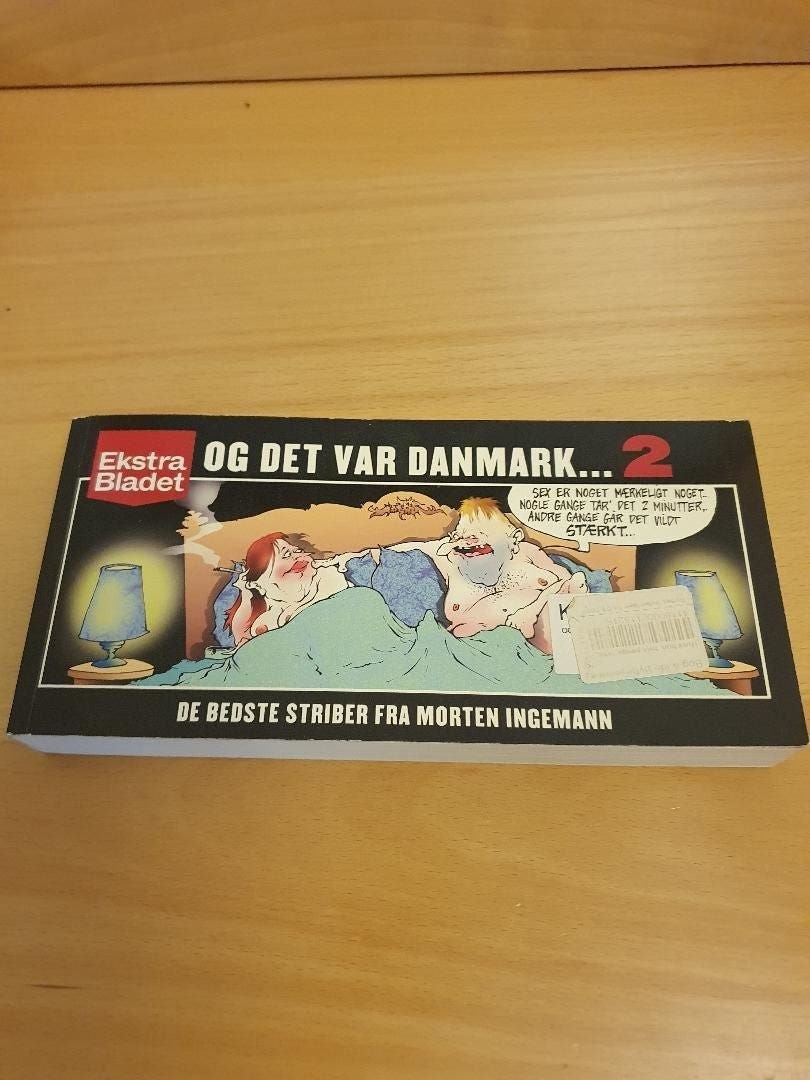 Ekstra
Bladet
OG DET VAR DANMARK... 2
SEX ER NOGET MÆRKELIGT NOGET...
NOGLE GANGE TAR' DET 2 MINUTTER,..
ANDRE GANGE GÅR DET VILDT
STÆRKT...
K
DE BEDSTE STRIBER FRA MORTEN INGEMANN